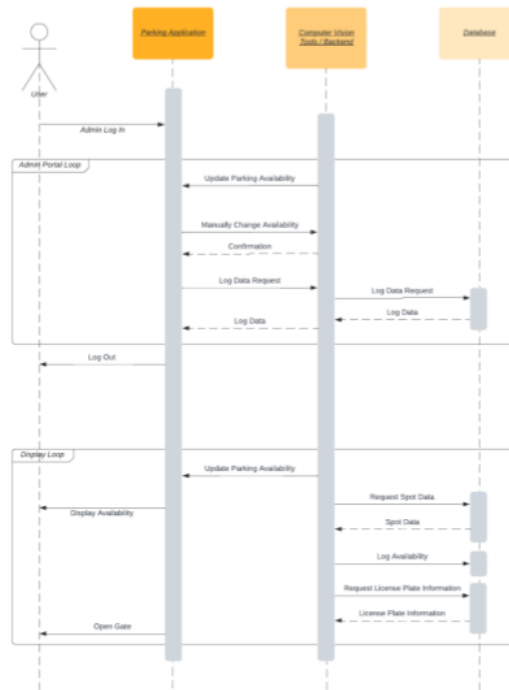 Parking Application
Computer Vision
Tools / Backend
Database
User
Admin Log In
Admin Portal Loop
Update Parking Availability
Manually Change Availability
Confirmation
Log Data Request
Log Data Request
Log Data
Log Data
Log Out
Display Loop
Update Parking Availability
Request Spot Data
Display Availability
Spot Data
Log Availability
Request License Plate Information
License Plate Information
Open Gate